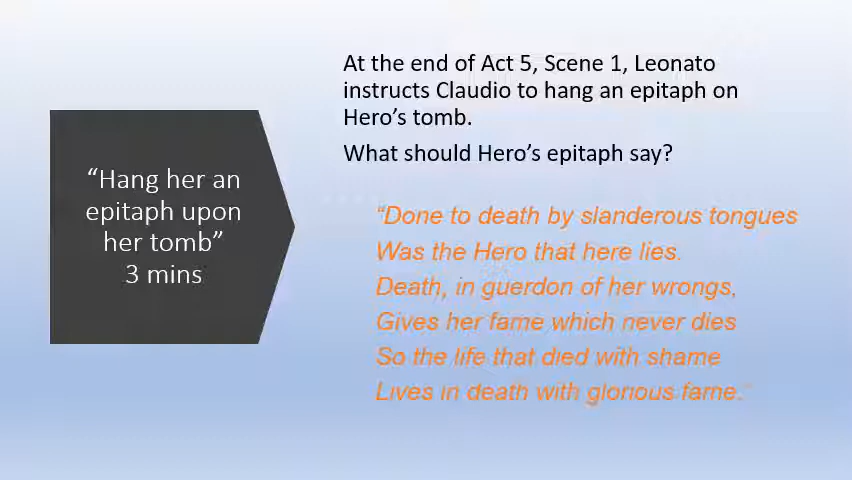 “Hang her an
epitaph upon
her tomb”
3 mins
At the end of Act 5, Scene 1, Leonato
instructs Claudio to hang an epitaph on
Hero’s tomb.
What should Hero’s epitaph say?
“Done to death by slanderous tongues
Was the Hero that here lies.
Death, in guerdon of her wrongs,
Gives her fame which never dies
So the life that died with shame
Lives in death with glorious fame.”